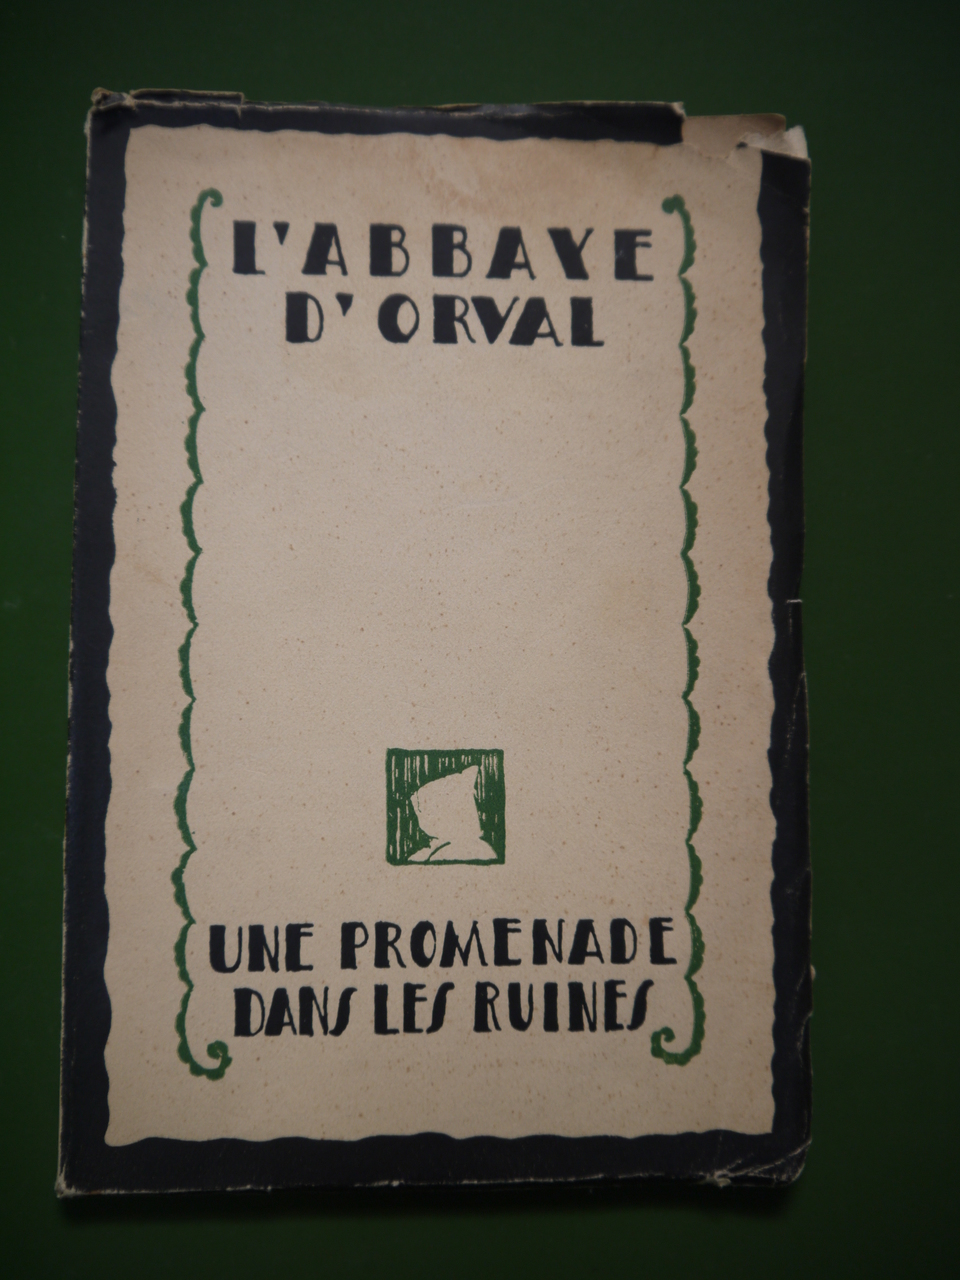 L'ABBAYE
D'ORVAL
UNE PROMENADE
DANS LES RUINES